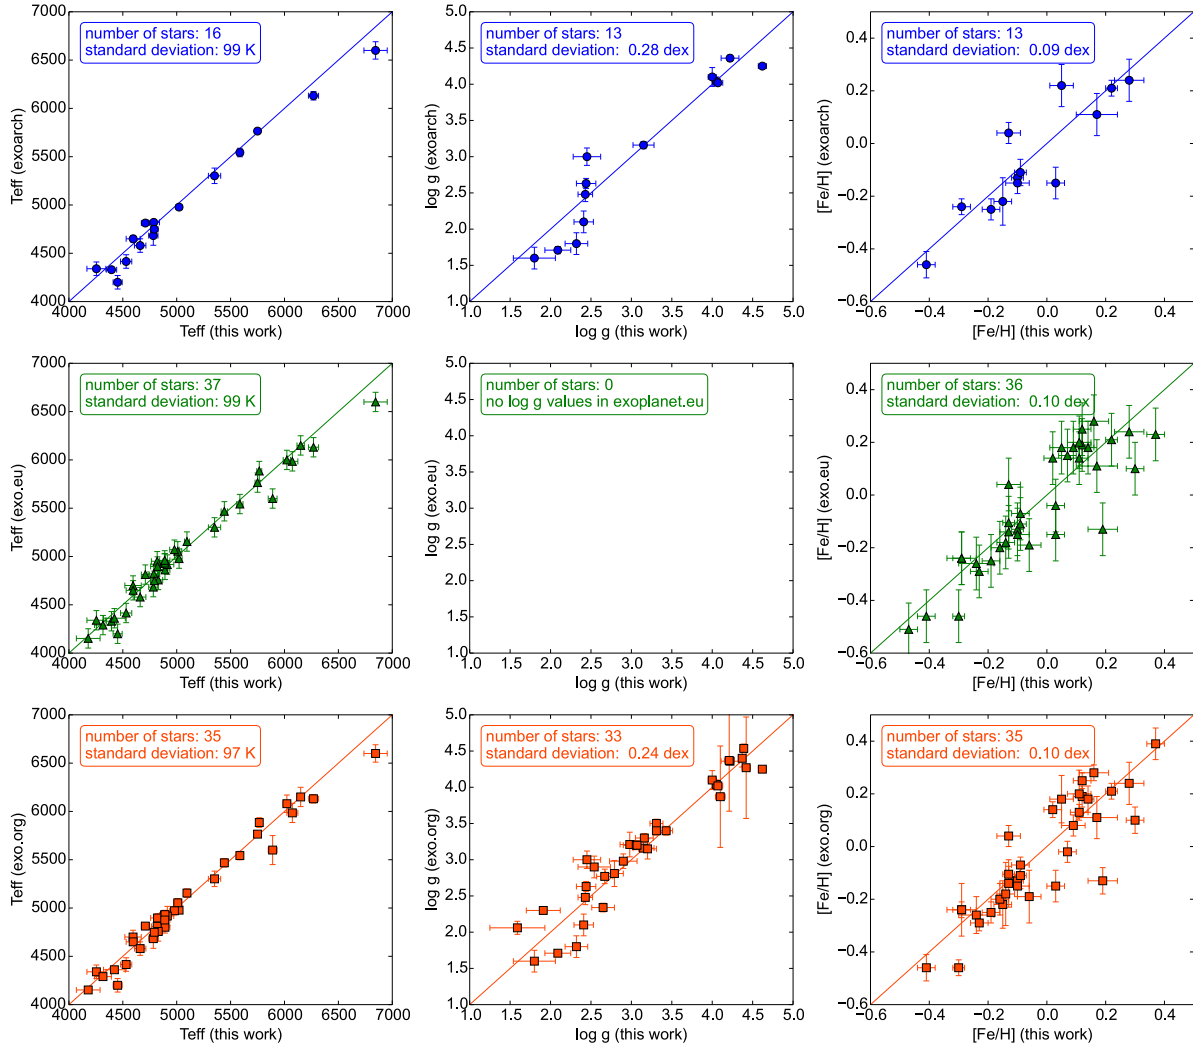 number of stars: 16
standard deviation: 99 K
Teff (exoarch)
7000
6500
6000
5500
5000
4500
4000
4000 4500 5000 5500 6000 6500 7000
Teff (this work)
number of stars: 13
standard deviation: 0.28 dex
log g (exoarch)
5.0
4.5
4.0
3.5
3.0
2.5
2.0
1.5
1.0
1.0 1.5 2.0 2.5 3.0 3.5 4.0 4.5 5.0
log g (this work)
number of stars: 13
standard deviation: 0.09 dex
[Fe/H] (exoarch)
0.4
0.2
0.0
−0.2
−0.4
−0.6
−0.6 −0.4 −0.2 0.0 0.2 0.4
[Fe/H] (this work)
number of stars: 37
standard deviation: 99 K
Teff (exo.eu)
7000
6500
6000
5500
5000
4500
4000
4000 4500 5000 5500 6000 6500 7000
Teff (this work)
number of stars: 0
no log g values in exoplanet.eu
log g (exo.eu)
5.0
4.5
4.0
3.5
3.0
2.5
2.0
1.5
1.0
1.0 1.5 2.0 2.5 3.0 3.5 4.0 4.5 5.0
log g (this work)
number of stars: 36
standard deviation: 0.10 dex
[Fe/H] (exo.eu)
0.4
0.2
0.0
−0.2
−0.4
−0.6
−0.6 −0.4 −0.2 0.0 0.2 0.4
[Fe/H] (this work)
number of stars: 35
standard deviation: 97 K
Teff (exo.org)
7000
6500
6000
5500
5000
4500
4000
4000 4500 5000 5500 6000 6500 7000
Teff (this work)
number of stars: 33
standard deviation: 0.24 dex
log g (exo.org)
5.0
4.5
4.0
3.5
3.0
2.5
2.0
1.5
1.0
1.0 1.5 2.0 2.5 3.0 3.5 4.0 4.5 5.0
log g (this work)
number of stars: 35
standard deviation: 0.10 dex
[Fe/H] (exo.org)
0.4
0.2
0.0
−0.2
−0.4
−0.6
−0.6 −0.4 −0.2 0.0 0.2 0.4
[Fe/H] (this work)